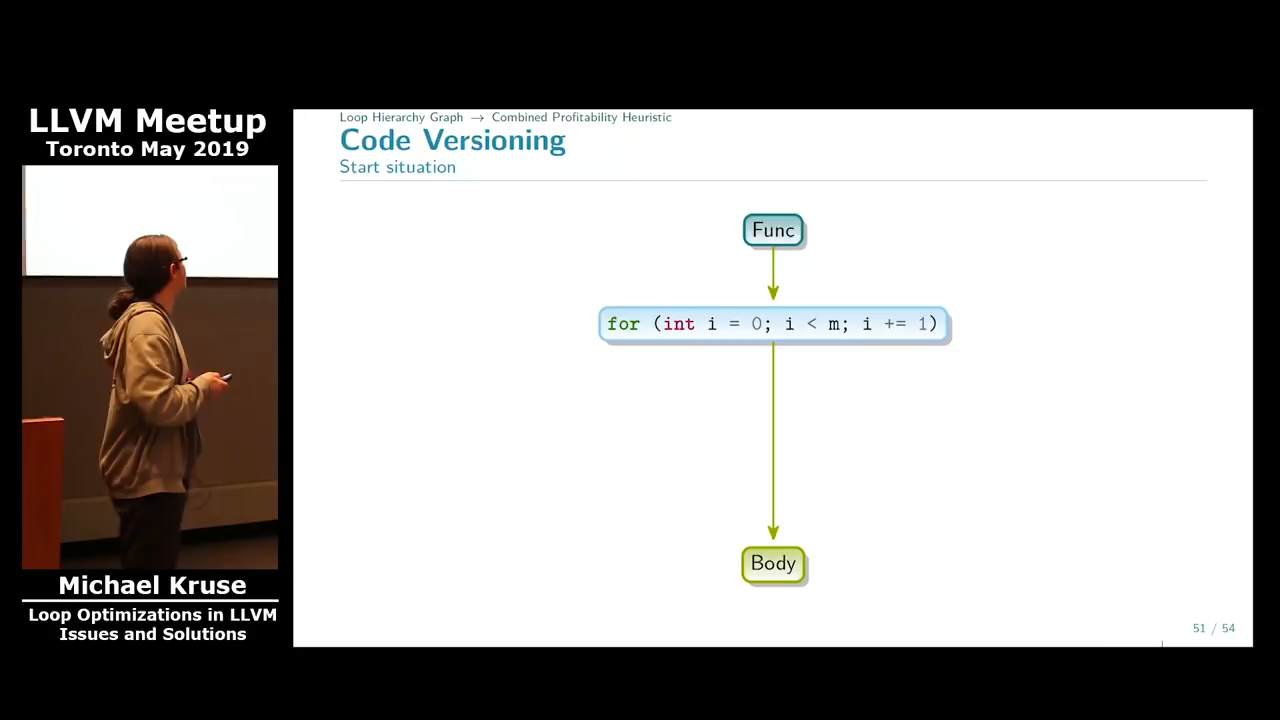 LLVM Meetup
Toronto May 2019
Michael Kruse
Loop Optimizations in LLVM
Issues and Solutions
Loop Hierarchy Graph → Combined Profitability Heuristic
Code Versioning
Start situation
Func
for (int i = 0; i < m; i += 1)
Body
51 / 54